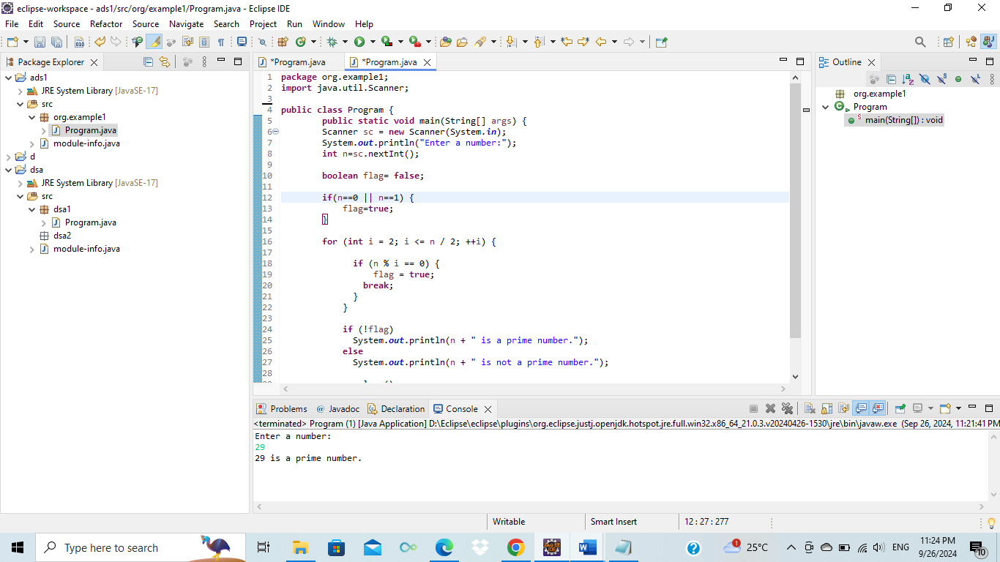 eclipse-workspace - ads1/src/org/example1/Program.java - Eclipse IDE
File Edit Source Refactor Source Navigate Search Project Run Window Help
Package Explorer
ads1
JRE System Library [JavaSE-17]
src
org.example1
Program.java
module-info.java
d
dsa
JRE System Library [JavaSE-17]
src
dsa1
Program.java
dsa2
module-info.java
*Program.java *Program.java
1 package org.example1;
2 import java.util.Scanner;
3
4 public class Program {
5 public static void main(String[] args) {
6 Scanner sc = new Scanner(System.in);
7 System.out.println("Enter a number:");
8 int n=sc.nextInt();
9
10 boolean flag= false;
11
12 if(n==0 || n==1) {
13 flag=true;
14 }
15
16 for (int i = 2; i <= n / 2; ++i) {
17
18 if (n % i == 0) {
19 flag = true;
20 break;
21 }
22 }
23
24 if (!flag)
25 System.out.println(n + " is a prime number.");
26 else
27 System.out.println(n + " is not a prime number.");
28
Outline
org.example1
Program
main(String[]) : void
Problems Javadoc Declaration Console
<terminated> Program (1) [Java Application] D:\Eclipse\eclipse\plugins\org.eclipse.justj.openjdk.hotspot.jre.full.win32.x86_64_21.0.3.v20240426-1530\jre\bin\javaw.exe (Sep 26, 2024, 11:21:41 PM
Enter a number:
29
29 is a prime number.
Writable Smart Insert 12 : 27 : 277
Type here to search
25°C
ENG
11:24 PM
9/26/2024
10